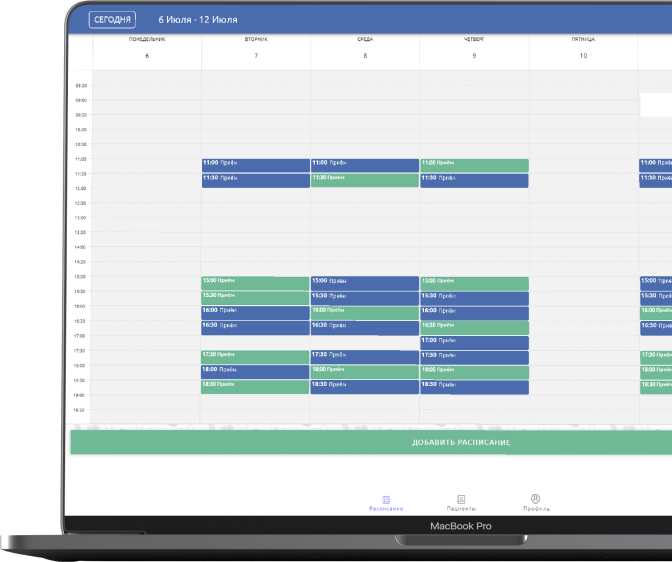 СЕГОДНЯ 6 Июля - 12 Июля
ПОНЕДЕЛЬНИК ВТОРНИК СРЕДА ЧЕТВЕРГ ПЯТНИЦА
6 7 8 9 10
08:30
09:00
09:30
10:00
10:30
11:00 11:00 Приём 11:00 Приём 11:00 Приём 11:00 Приём
11:30 11:30 Приём 11:30 Приём 11:30 Приём 11:30 Приём
12:00
12:30
13:00
13:30
14:00
14:30
15:00 15:00 Приём 15:00 Приём 15:00 Приём 15:00 Приём
15:30 15:30 Приём 15:30 Приём 15:30 Приём 15:30 Приём
16:00 16:00 Приём 16:00 Приём 16:00 Приём 16:00 Приём
16:30 16:30 Приём 16:30 Приём 16:30 Приём 16:30 Приём
17:00 17:00 Приём
17:30 17:30 Приём 17:30 Приём 17:30 Приём 17:30 Приём
18:00 18:00 Приём 18:00 Приём 18:00 Приём 18:00 Приём
18:30 18:30 Приём 18:30 Приём 18:30 Приём 18:30 Приём
19:00
19:30
ДОБАВИТЬ РАСПИСАНИЕ
Расписание Пациенты Профиль
MacBook Pro